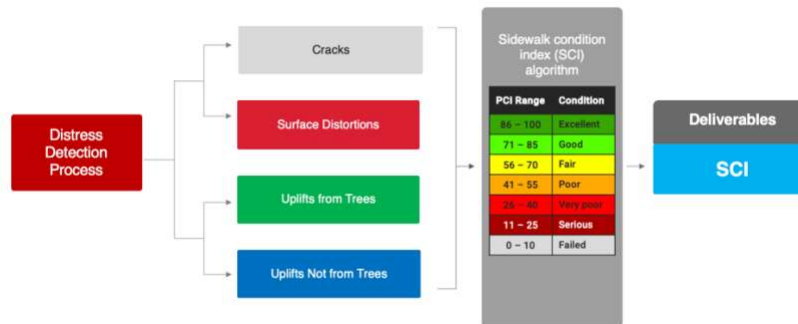 Distress
Detection
Process
Cracks
Surface Distortions
Uplifts from Trees
Uplifts Not from Trees
Sidewalk condition
index (SCI)
algorithm
PCI Range Condition
86 – 100 Excellent
71 – 85 Good
56 – 70 Fair
41 – 55 Poor
26 – 40 Very poor
11 – 25 Serious
0 – 10 Failed
Deliverables
SCI